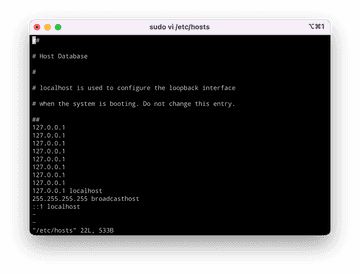 sudo vi /etc/hosts
⌥⌘1
##
# Host Database
#
# localhost is used to configure the loopback interface
# when the system is booting. Do not change this entry.
##
127.0.0.1
127.0.0.1
127.0.0.1
127.0.0.1
127.0.0.1
127.0.0.1
127.0.0.1
127.0.0.1
127.0.0.1 localhost
255.255.255.255 broadcasthost
::1 localhost
~
~
"/etc/hosts" 22L, 533B